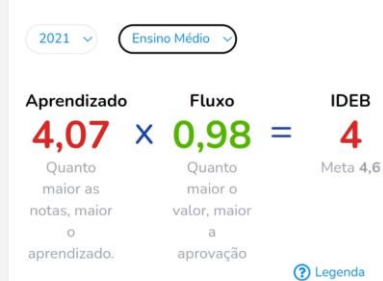 2021 Ensino Médio
Aprendizado Fluxo IDEB
4,07 x 0,98 = 4
Quanto Quanto Meta 4,6
maior as maior o
notas, maior valor, maior
o a
aprendizado. aprovação
Legenda